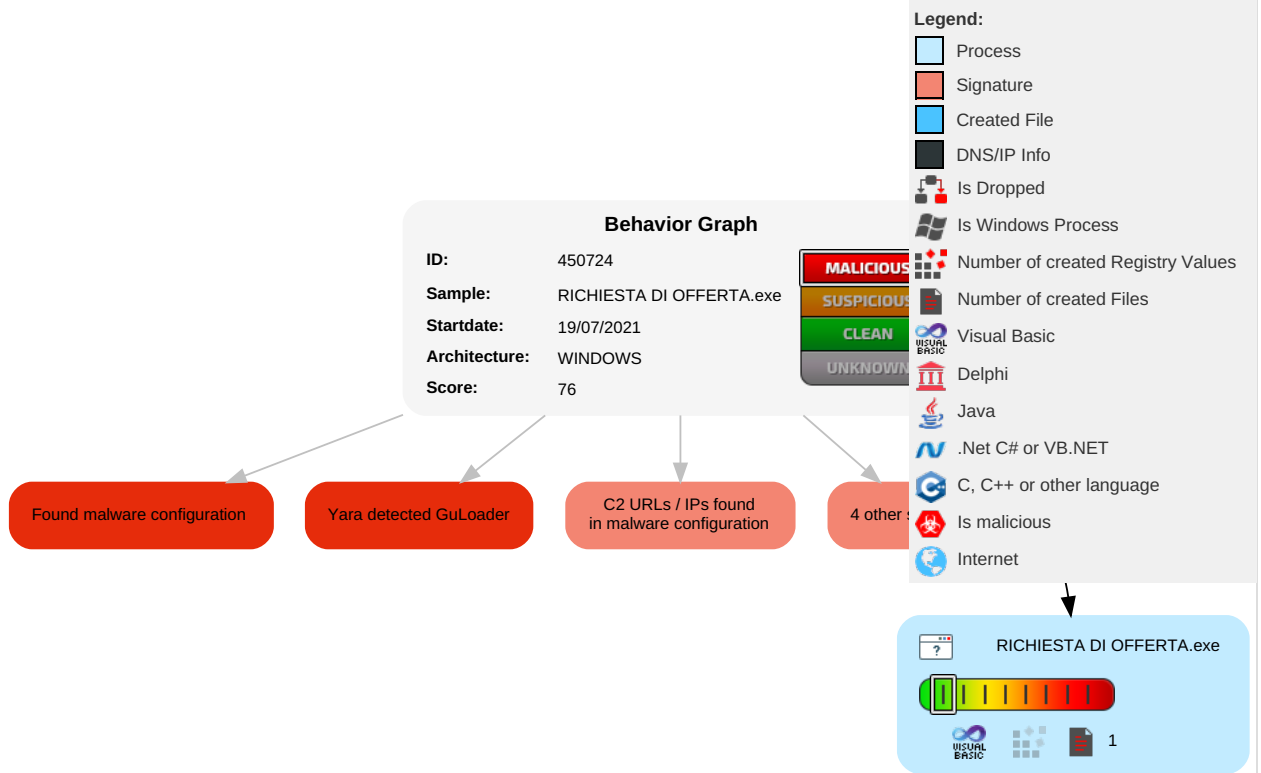 Legend:
Process
Signature
Created File
DNS/IP Info
Is Dropped
Is Windows Process
Number of created Registry Values
Number of created Files
VISUAL BASIC
Visual Basic
Delphi
Java
.Net C# or VB.NET
C, C++ or other language
Is malicious
Internet
Behavior Graph
ID: 450724
Sample: RICHIESTA DI OFFERTA.exe
Startdate: 19/07/2021
Architecture: WINDOWS
Score: 76
MALICIOUS
SUSPICIOUS
CLEAN
UNKNOWN
Found malware configuration
Yara detected GuLoader
C2 URLs / IPs found
in malware configuration
4 other
?
RICHIESTA DI OFFERTA.exe
VISUAL BASIC
1